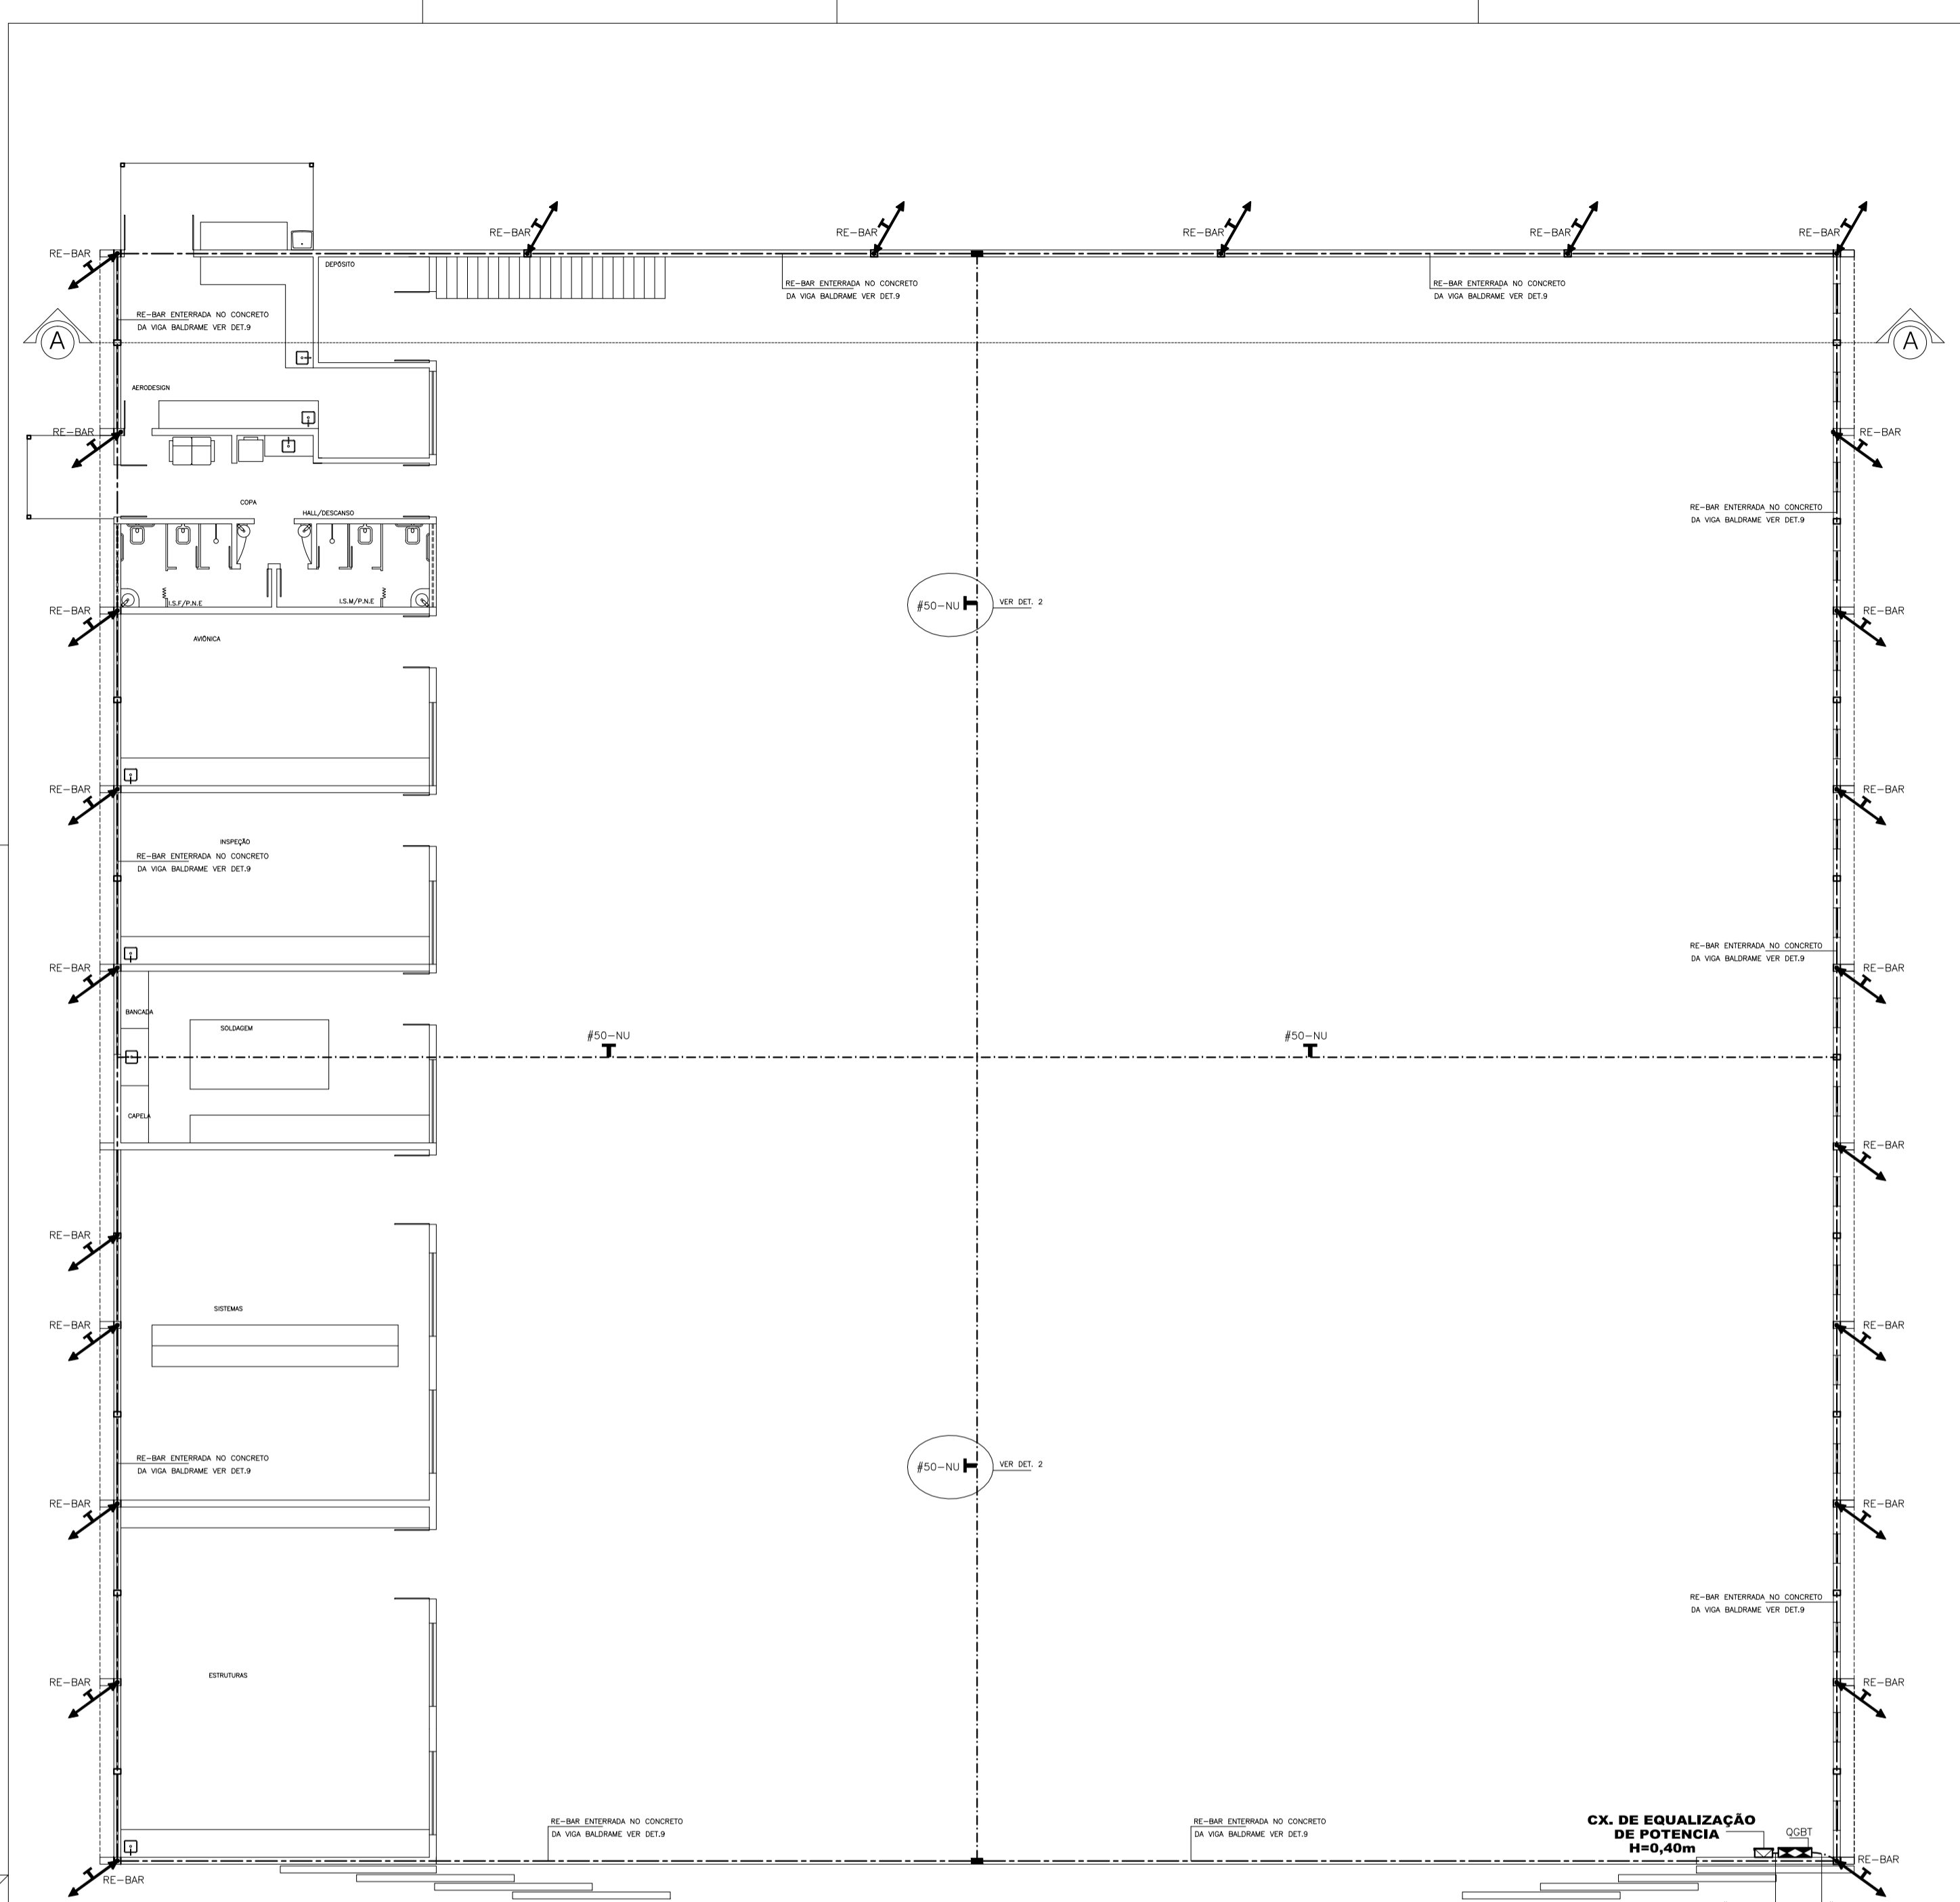 RE-BAR
RE-BAR
RE-BAR
RE-BAR
RE-BAR
RE-BAR
DEPÓSITO
RE-BAR ENTERRADA NO CONCRETO
DA VIGA BALDRAME VER DET.9
RE-BAR ENTERRADA NO CONCRETO
DA VIGA BALDRAME VER DET.9
RE-BAR ENTERRADA NO CONCRETO
DA VIGA BALDRAME VER DET.9
A
A
AERODESIGN
RE-BAR
RE-BAR
COPA
HALL/DESCANSO
RE-BAR ENTERRADA NO CONCRETO
DA VIGA BALDRAME VER DET.9
I.S.F/P.N.E
I.S.M/P.N.E
#50-NU
VER DET. 2
RE-BAR
RE-BAR
AVIÔNICA
RE-BAR
RE-BAR
INSPEÇÃO
RE-BAR ENTERRADA NO CONCRETO
DA VIGA BALDRAME VER DET.9
RE-BAR ENTERRADA NO CONCRETO
DA VIGA BALDRAME VER DET.9
RE-BAR
RE-BAR
BANCADA
SOLDAGEM
#50-NU
#50-NU
CAPELA
RE-BAR
RE-BAR
SISTEMAS
RE-BAR
RE-BAR
RE-BAR ENTERRADA NO CONCRETO
DA VIGA BALDRAME VER DET.9
#50-NU
VER DET. 2
RE-BAR
RE-BAR
RE-BAR ENTERRADA NO CONCRETO
DA VIGA BALDRAME VER DET.9
ESTRUTURAS
RE-BAR
RE-BAR
RE-BAR ENTERRADA NO CONCRETO
DA VIGA BALDRAME VER DET.9
RE-BAR ENTERRADA NO CONCRETO
DA VIGA BALDRAME VER DET.9
CX. DE EQUALIZAÇÃO
DE POTENCIA
H=0,40m
QGBT
RE-BAR
RE-BAR